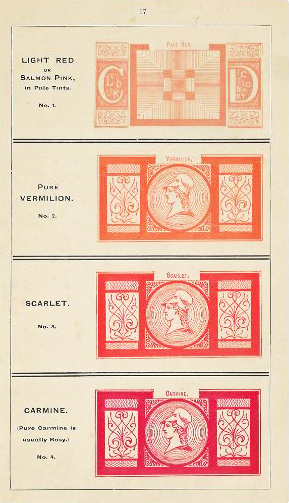 17
LIGHT RED
OR
SALMON PINK,
in Pale Tints.
No. 1.
PALE RED.
PURE
VERMILION.
No. 2.
VERMILION.
SCARLET.
No. 3.
SCARLET.
CARMINE.
(Pure Carmine is
usually Rosy.)
No. 4.
CARMINE.